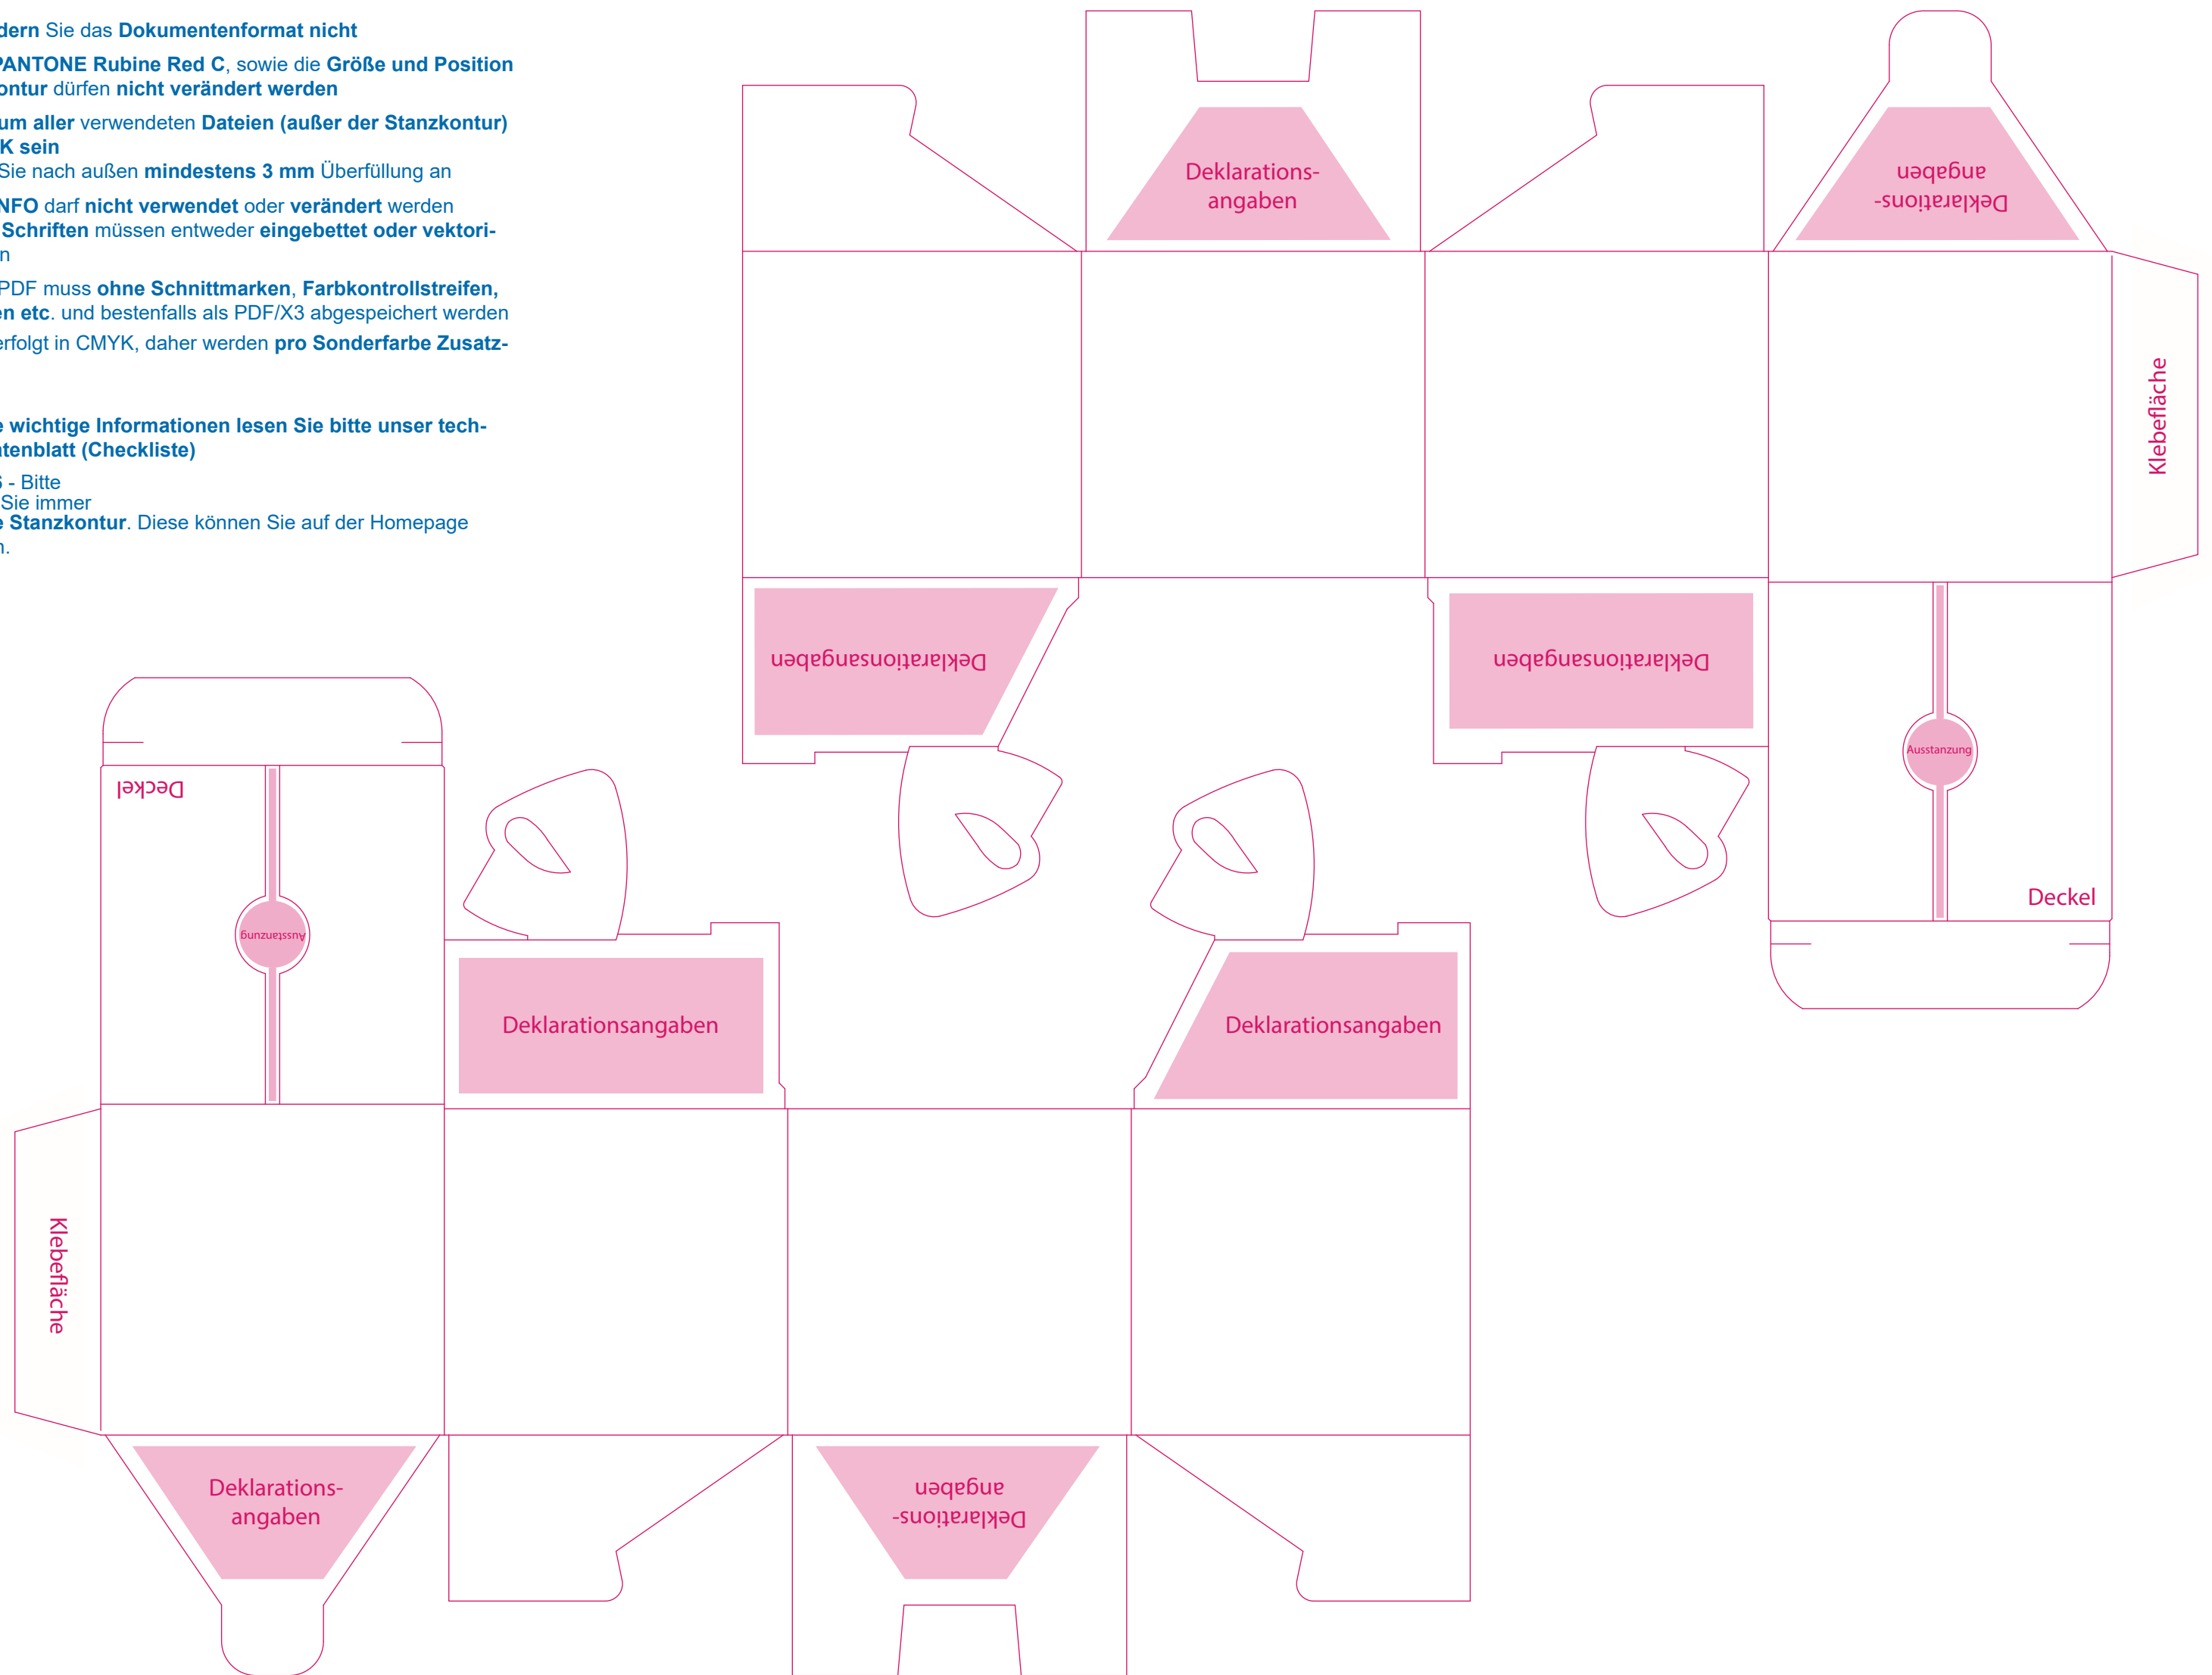 dern Sie das Dokumentenformat nicht
PANTONE Rubine Red C, sowie die Größe und Position
ontur dürfen nicht verändert werden
um aller verwendeten Dateien (außer der Stanzkontur)
K sein
Sie nach außen mindestens 3 mm Überfüllung an
NFO darf nicht verwendet oder verändert werden
Schriften müssen entweder eingebettet oder vektori-
n
PDF muss ohne Schnittmarken, Farbkontrollstreifen,
en etc. und bestenfalls als PDF/X3 abgespeichert werden
erfolgt in CMYK, daher werden pro Sonderfarbe Zusatz-
e wichtige Informationen lesen Sie bitte unser tech-
atenblatt (Checkliste)
6 - Bitte
Sie immer
e Stanzkontur. Diese können Sie auf der Homepage
n.
Deklarations-
angaben
Deklarations-
angaben
Klebefläche
Deklarationsangaben
Deklarationsangaben
Ausstanzung
Deckel
Deckel
Ausstanzung
Deklarationsangaben
Deklarationsangaben
Klebefläche
Deklarations-
angaben
Deklarations-
angaben